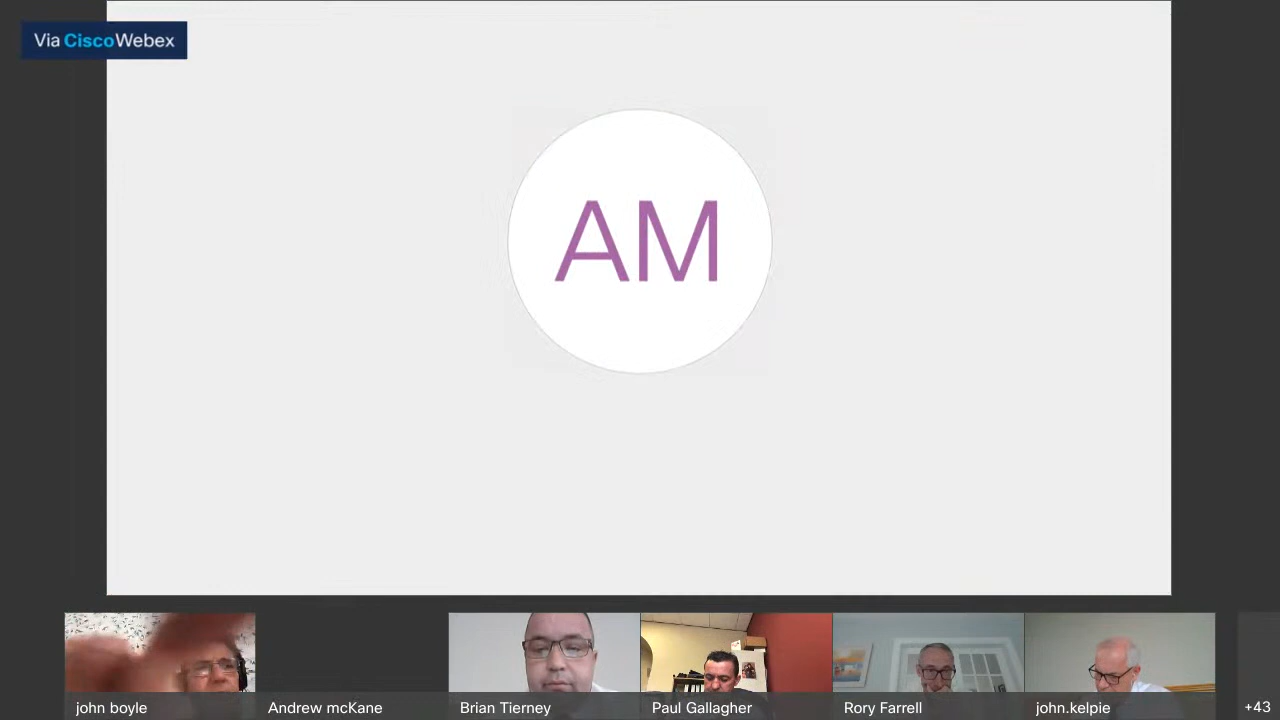 Via CiscoWebex
AM
john boyle
Andrew mcKane
Brian Tierney
Paul Gallagher
Rory Farrell
john.kelpie
+43